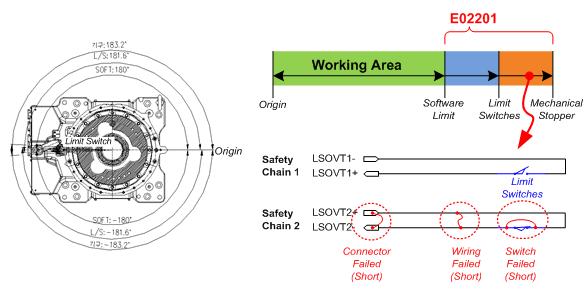 기구:183.2°
L/S:181.6°
SOFT:180°
Limit Switch
Origin
SOFT:-180°
L/S:-181.6°
기구:-183.2°
E02201
Working Area
Origin
Software
Limit
Limit
Switches
Mechanical
Stopper
Safety
Chain 1
LSOVT1-
LSOVT1+
Limit
Switches
Safety
Chain 2
LSOVT2+
LSOVT2
Connector
Failed
(Short)
Wiring
Failed
(Short)
Switch
Failed
(Short)